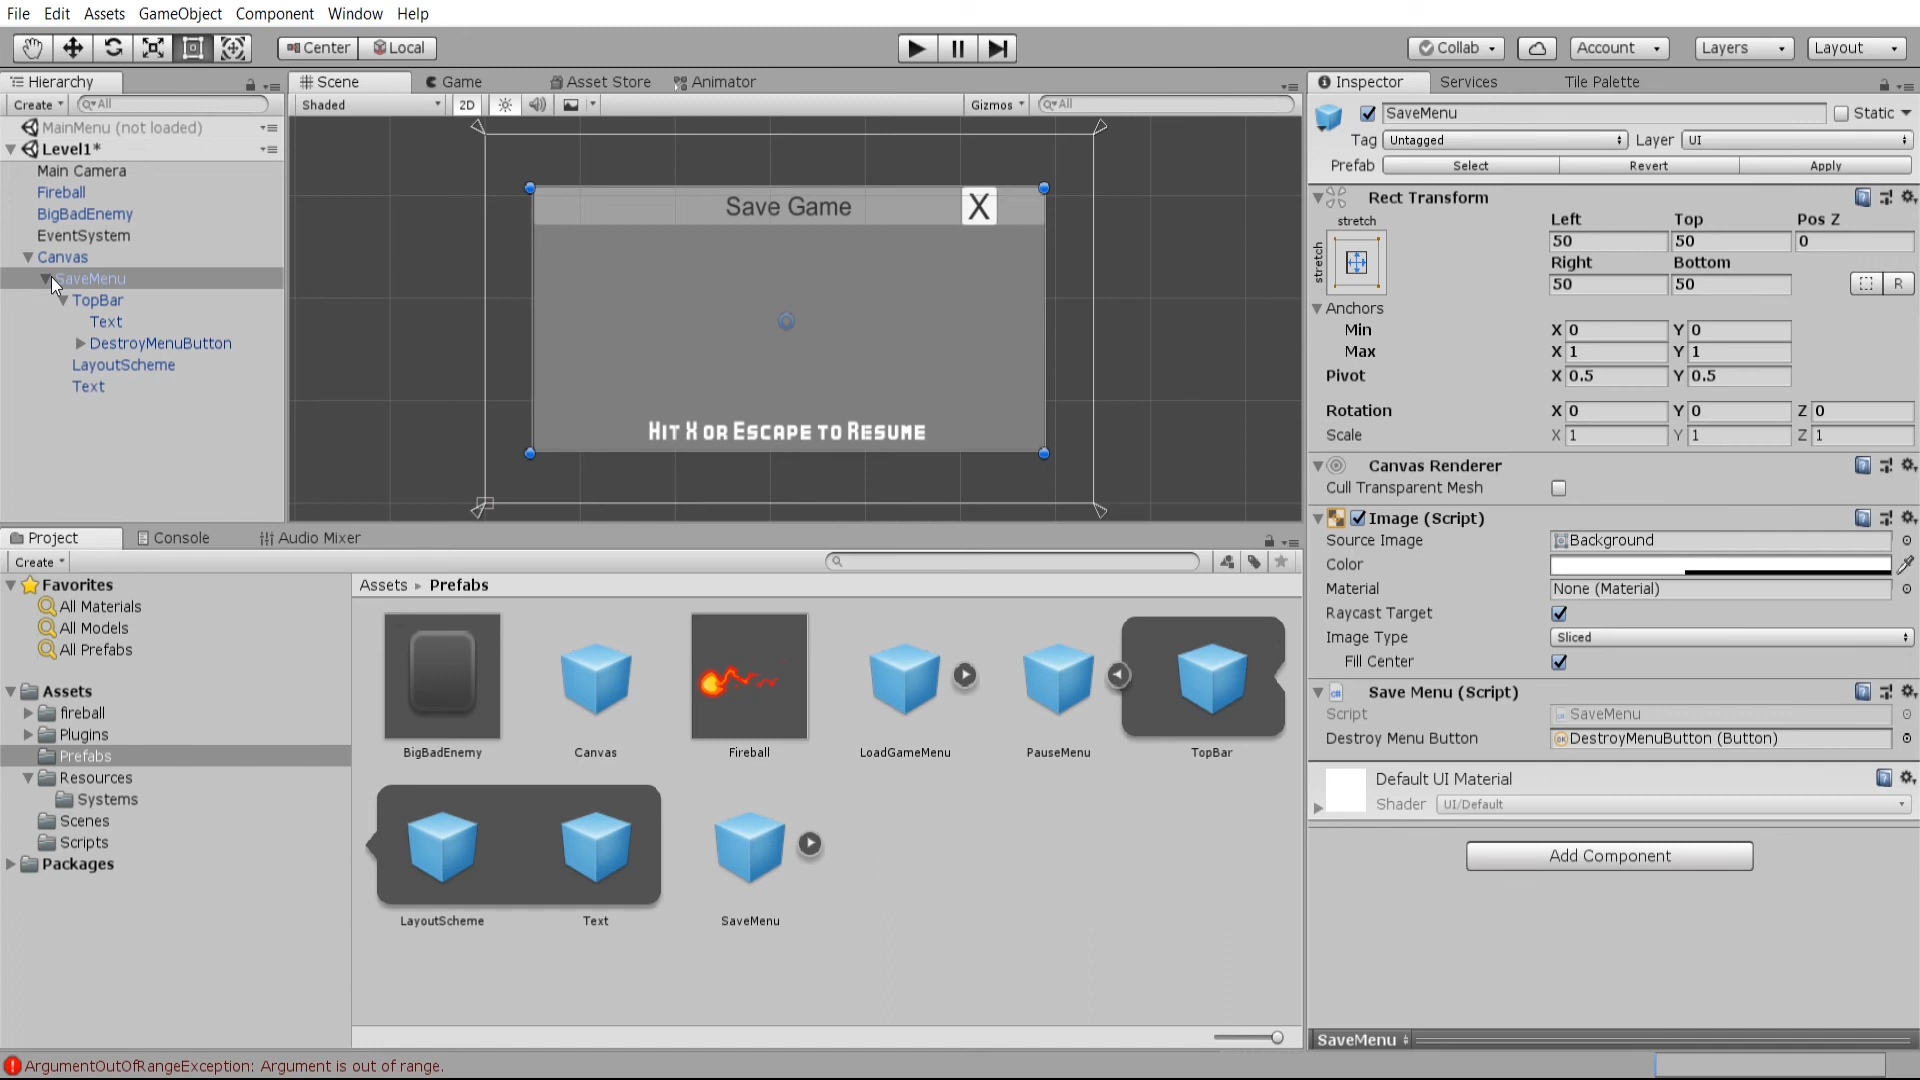 File Edit Assets GameObject Component Window Help
Center Local Collab Account Layers Layout
Hierarchy
Create All
MainMenu (not loaded)
Level1*
Main Camera
Fireball
BigBadEnemy
EventSystem
Canvas
SaveMenu
TopBar
Text
DestroyMenuButton
LayoutScheme
Text
Scene Game Asset Store Animator
Shaded 2D Gizmos All
Save Game X
Hit X or Escape to Resume
Project Console Audio Mixer
Create
Favorites
All Materials
All Models
All Prefabs
Assets
fireball
Plugins
Prefabs
Resources
Systems
Scenes
Scripts
Packages
Assets Prefabs
BigBadEnemy Canvas Fireball LoadGameMenu PauseMenu TopBar
LayoutScheme Text SaveMenu
Inspector Services Tile Palette
SaveMenu Static
Tag Untagged Layer UI
Prefab Select Revert Apply
Rect Transform
stretch
stretch
Left Top Pos Z
50 50 0
Right Bottom
50 50
R
Anchors
Min X 0 Y 0
Max X 1 Y 1
Pivot X 0.5 Y 0.5
Rotation X 0 Y 0 Z 0
Scale X 1 Y 1 Z 1
Canvas Renderer
Cull Transparent Mesh
Image (Script)
Source Image Background
Color
Material None (Material)
Raycast Target
Image Type Sliced
Fill Center
Save Menu (Script)
Script SaveMenu
Destroy Menu Button DestroyMenuButton (Button)
Default UI Material
Shader UI/Default
Add Component
SaveMenu
ArgumentOutOfRangeException: Argument is out of range.